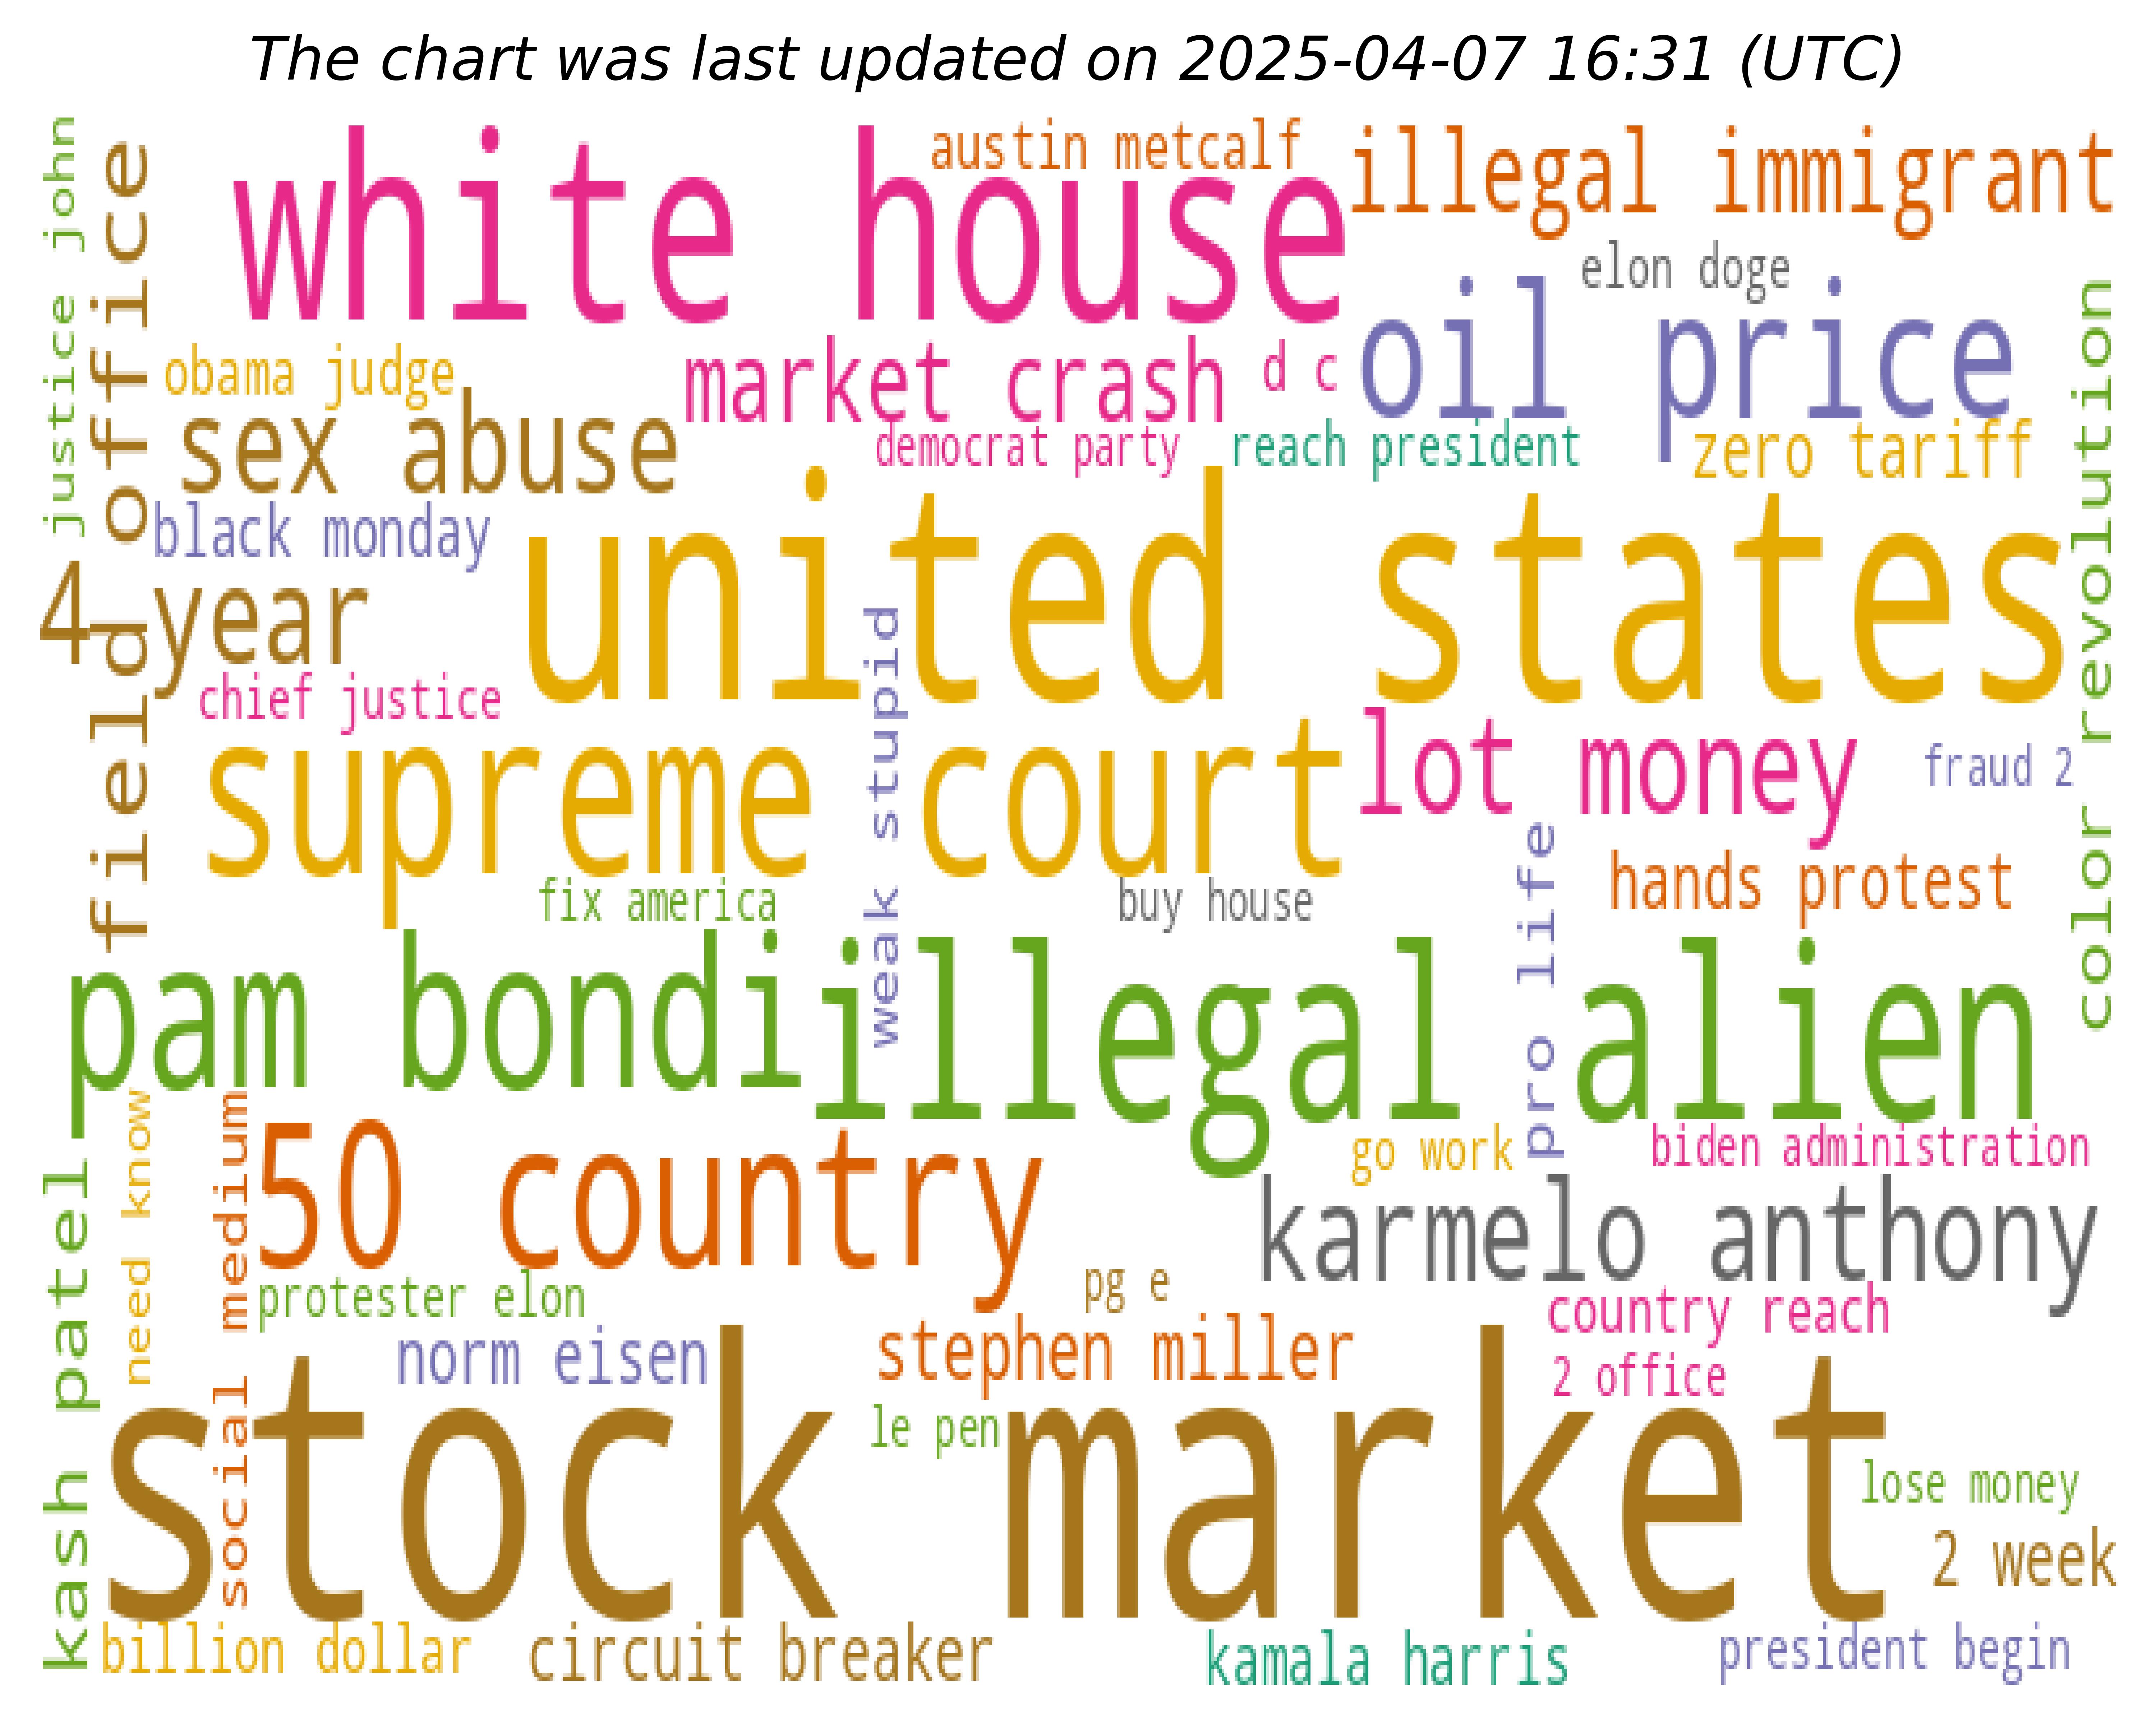 The chart was last updated on 2025-04-07 16:31 (UTC)
justice john
field office
white house
austin metcalf
illegal immigrant
elon doge
oil price
color revolution
obama judge
market crash
d c
sex abuse
democrat party
reach president
zero tariff
black monday
united states
4 year
chief justice
weak stupid
supreme court
lot money
fraud 2
pro life
hands protest
fix america
buy house
pam bondi
illegal alien
need know
social medium
50 country
go work
biden administration
karmelo anthony
kash patel
protester elon
pg e
country reach
norm eisen
stephen miller
2 office
stock market
le pen
lose money
2 week
billion dollar
circuit breaker
kamala harris
president begin